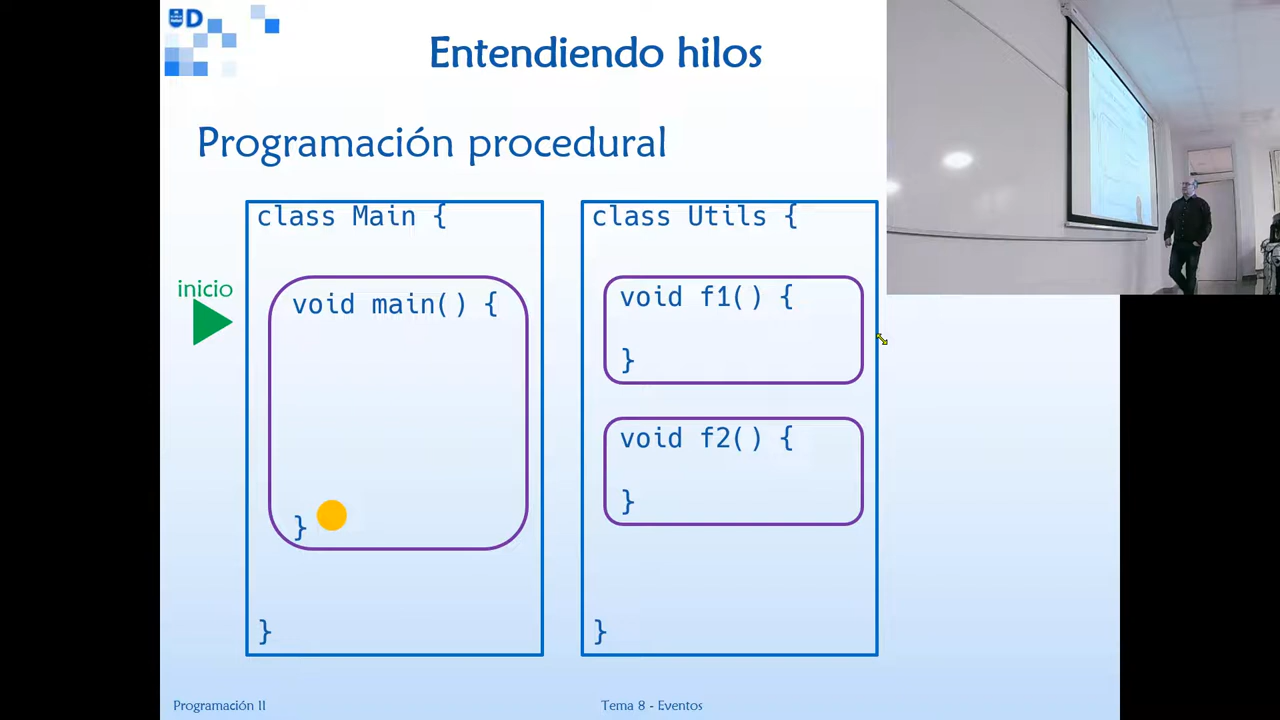 D
Entendiendo hilos
Programación procedural
class Main {
inicio
void main() {
}
}
class Utils {
void f1() {
}
void f2() {
}
}
Programación II
Tema 8 - Eventos